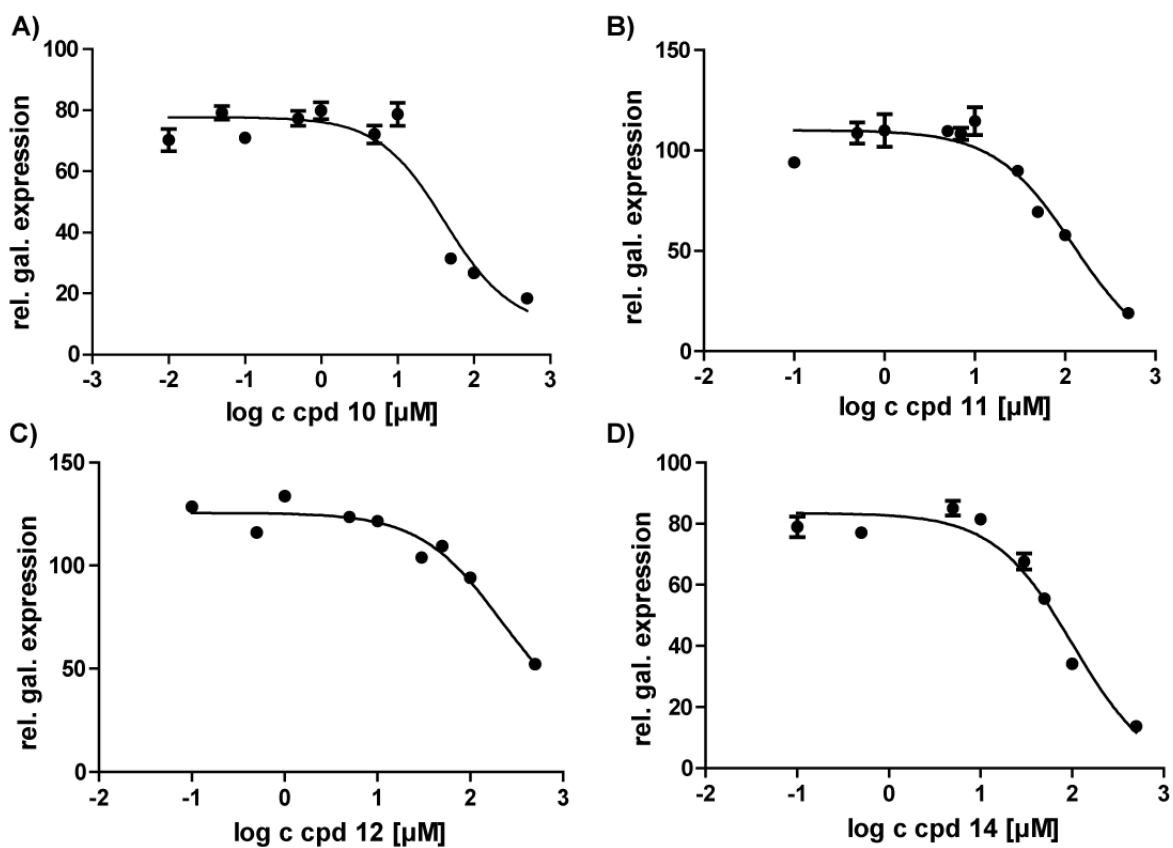 A)
100
80
60
40
20
0
rel. gal. expression
-3 -2 -1 0 1 2 3
log c cpd 10 [µM]
B)
150
100
50
0
rel. gal. expression
-2 -1 0 1 2 3
log c cpd 11 [µM]
C)
150
100
50
0
rel. gal. expression
-2 -1 0 1 2 3
log c cpd 12 [µM]
D)
100
80
60
40
20
0
rel. gal. expression
-2 -1 0 1 2 3
log c cpd 14 [µM]